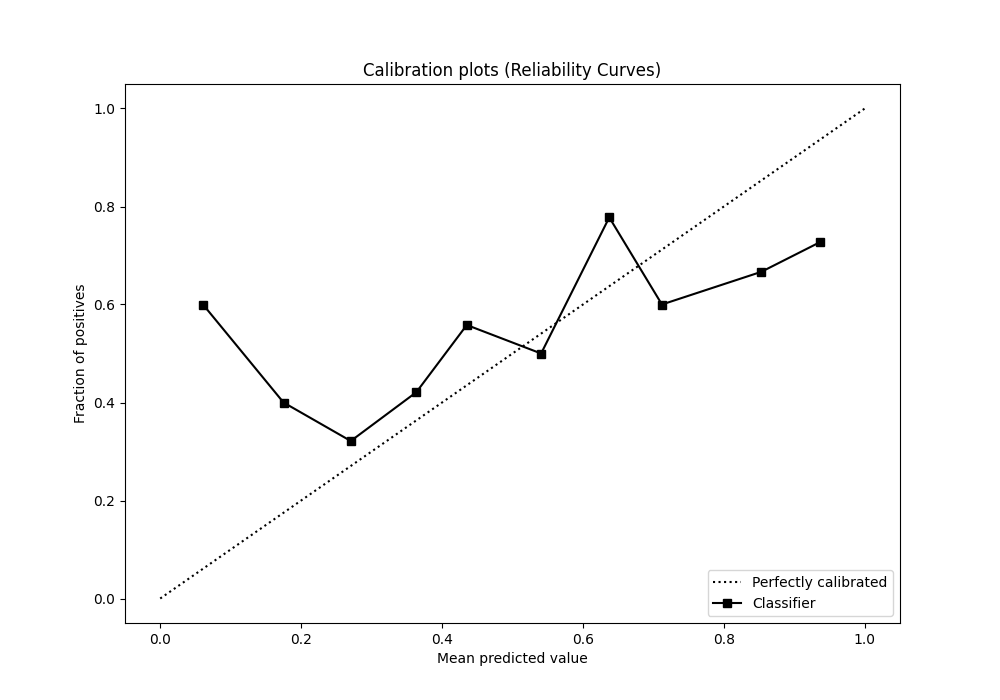 Calibration plots (Reliability Curves)
1.0
0.8
0.6
0.4
0.2
0.0
Fraction of positives
0.0 0.2 0.4 0.6 0.8 1.0
Mean predicted value
Perfectly calibrated
Classifier